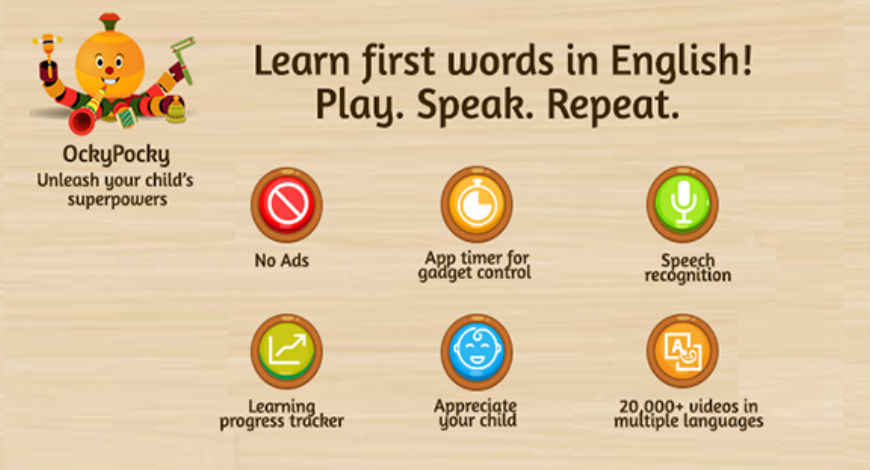 Learn first words in English!
Play. Speak. Repeat.
OckyPocky
Unleash your child's
superpowers
No Ads
App timer for
gadget control
Speech
recognition
Learning
progress tracker
Appreciate
your child
A
20,000+ videos in
multiple languages